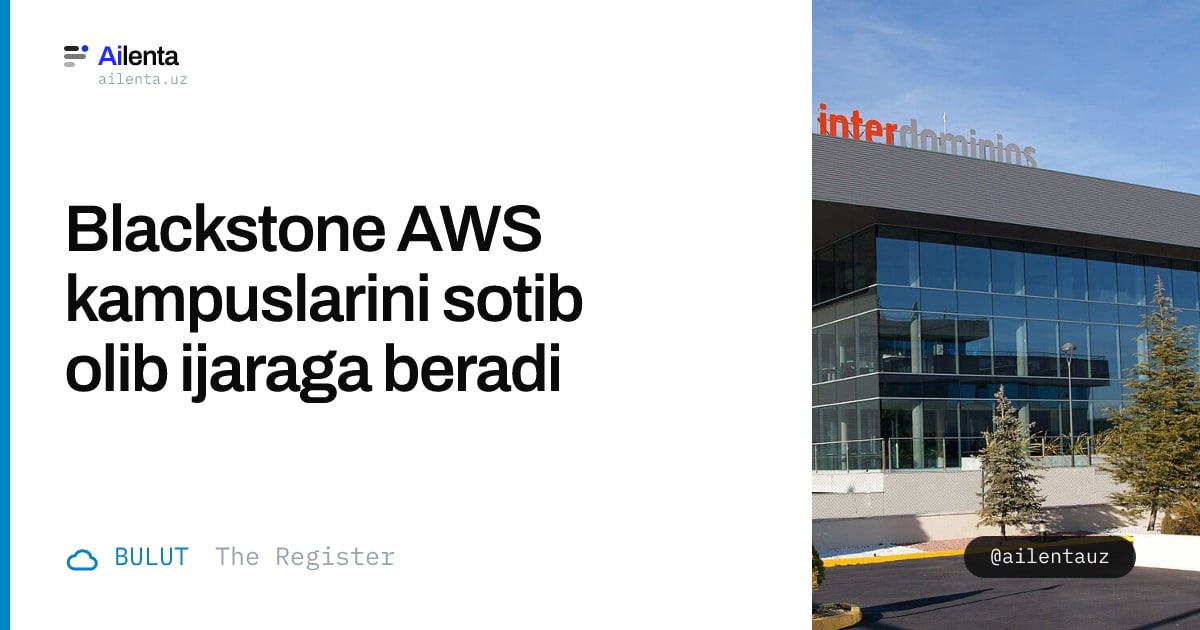 Ailenta
ailenta.uz
Blackstone AWS
kampuslarini sotib
olib ijaraga beradi
BULUT The Register
interdominios
@ailentauz